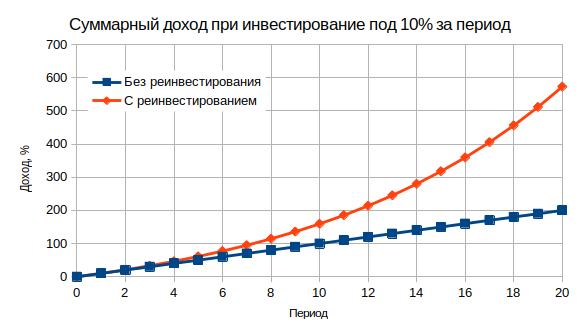 Суммарный доход при инвестирование под 10% за период
700
600
500
400
300
200
100
0
Доход, %
Без реинвестирования
С реинвестированием
0 2 4 6 8 10 12 14 16 18 20
Период